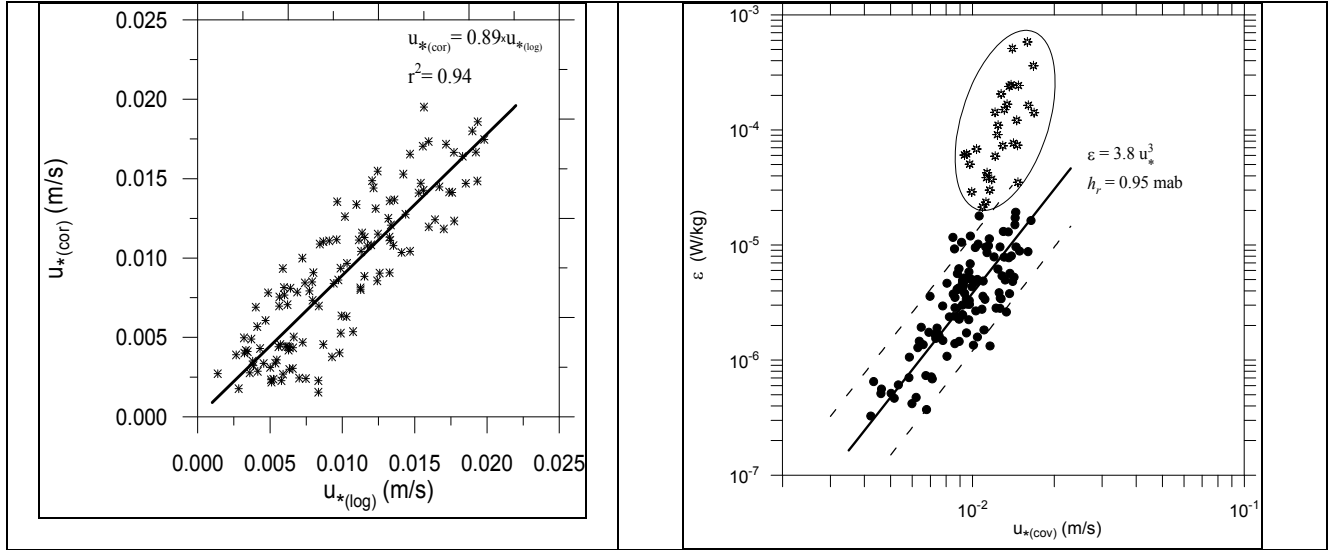 0.025
0.020
0.015
0.010
0.005
0.000
u*(cor) (m/s)
u*(cor)= 0.89×u*(log)
r²= 0.94
0.000 0.005 0.010 0.015 0.020 0.025
u*(log) (m/s)
10⁻³
10⁻⁴
10⁻⁵
10⁻⁶
10⁻⁷
ε (W/kg)
ε = 3.8 u*³
hᵣ = 0.95 mab
10⁻² 10⁻¹
u*(cov) (m/s)